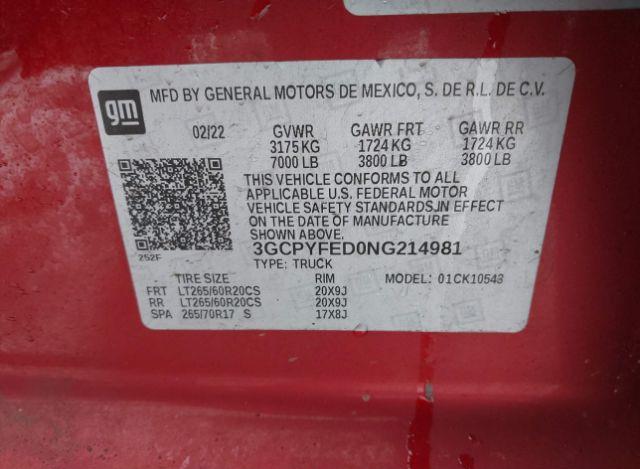 gm MFD BY GENERAL MOTORS DE MEXICO, S. DE R.L. DE C.V.
02/22 GVWR GAWR FRT GAWR RR
3175 KG 1724 KG 1724 KG
7000 LB 3800 LB 3800 LB
THIS VEHICLE CONFORMS TO ALL
APPLICABLE U.S. FEDERAL MOTOR
VEHICLE SAFETY STANDARDS IN EFFECT
ON THE DATE OF MANUFACTURE
SHOWN ABOVE.
252F
3GCPYFED0NG214981
TYPE: TRUCK
TIRE SIZE RIM MODEL: 01CK10543
FRT LT265/60R20CS 20X9J
RR LT265/60R20CS 20X9J
SPA 265/70R17 S 17X8J